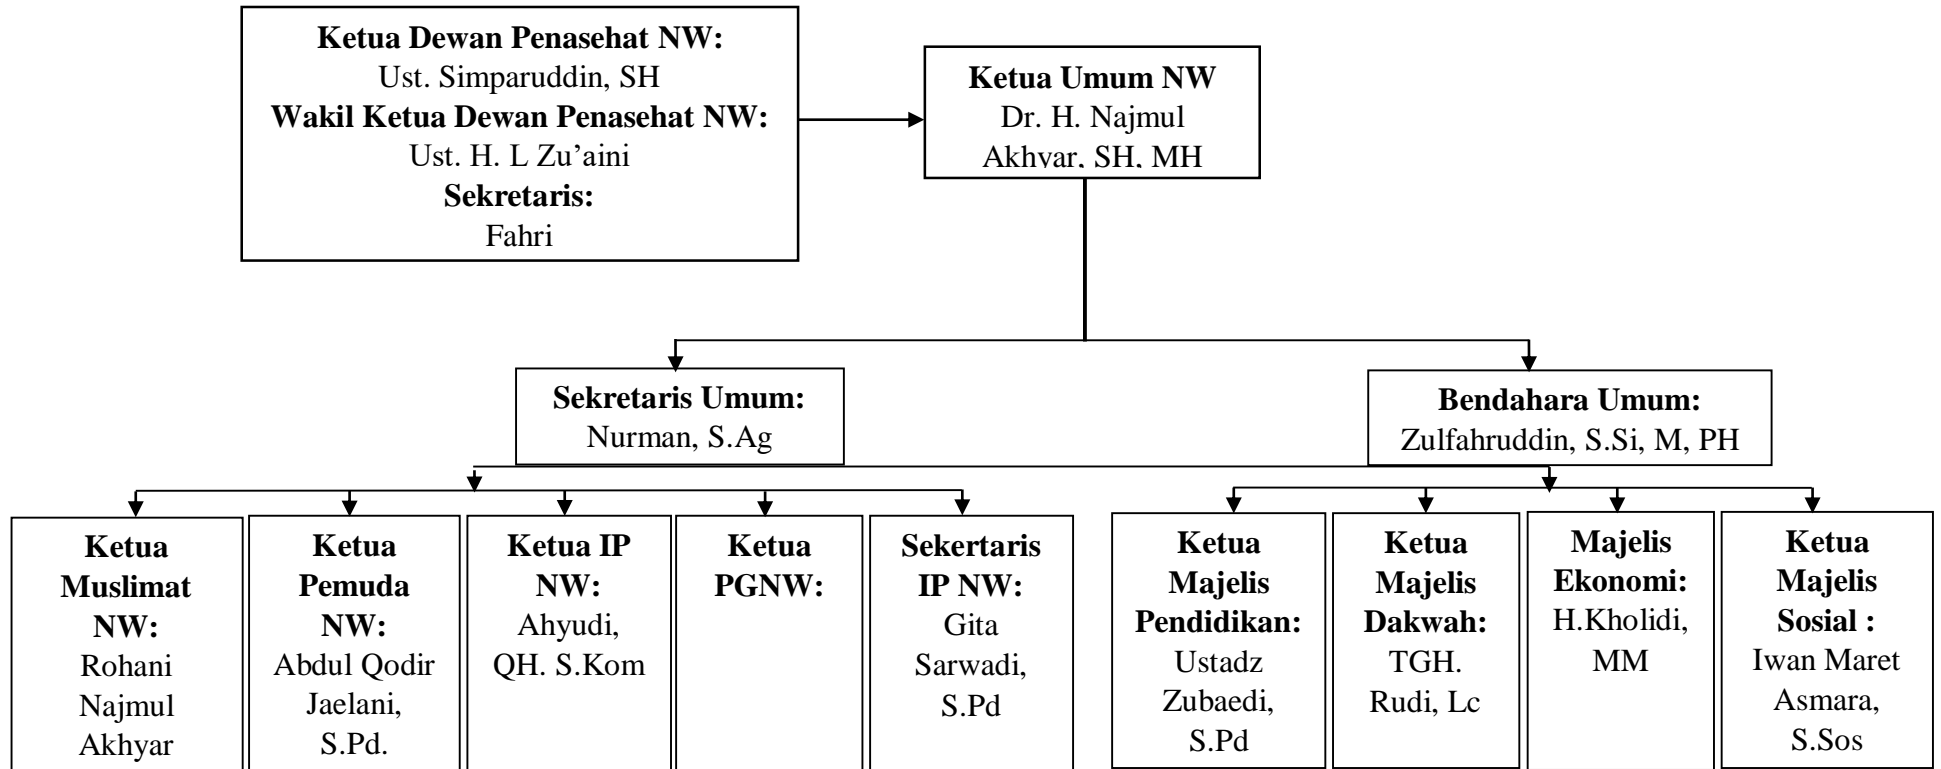 Ketua Dewan Penasehat NW:
Ust. Simparuddin, SH
Wakil Ketua Dewan Penasehat NW:
Ust. H. L Zu’aini
Sekretaris:
Fahri
Ketua Umum NW
Dr. H. Najmul
Akhyar, SH, MH
Sekretaris Umum:
Nurman, S.Ag
Bendahara Umum:
Zulfahruddin, S.Si, M, PH
Ketua
Muslimat
NW:
Rohani
Najmul
Akhyar
Ketua
Pemuda
NW:
Abdul Qodir
Jaelani,
S.Pd.
Ketua IP
NW:
Ahyudi,
QH. S.Kom
Ketua
PGNW:
Sekertaris
IP NW:
Gita
Sarwadi,
S.Pd
Ketua
Majelis
Pendidikan:
Ustadz
Zubaedi,
S.Pd
Ketua
Majelis
Dakwah:
TGH.
Rudi, Lc
Majelis
Ekonomi:
H.Kholidi,
MM
Ketua
Majelis
Sosial :
Iwan Maret
Asmara,
S.Sos